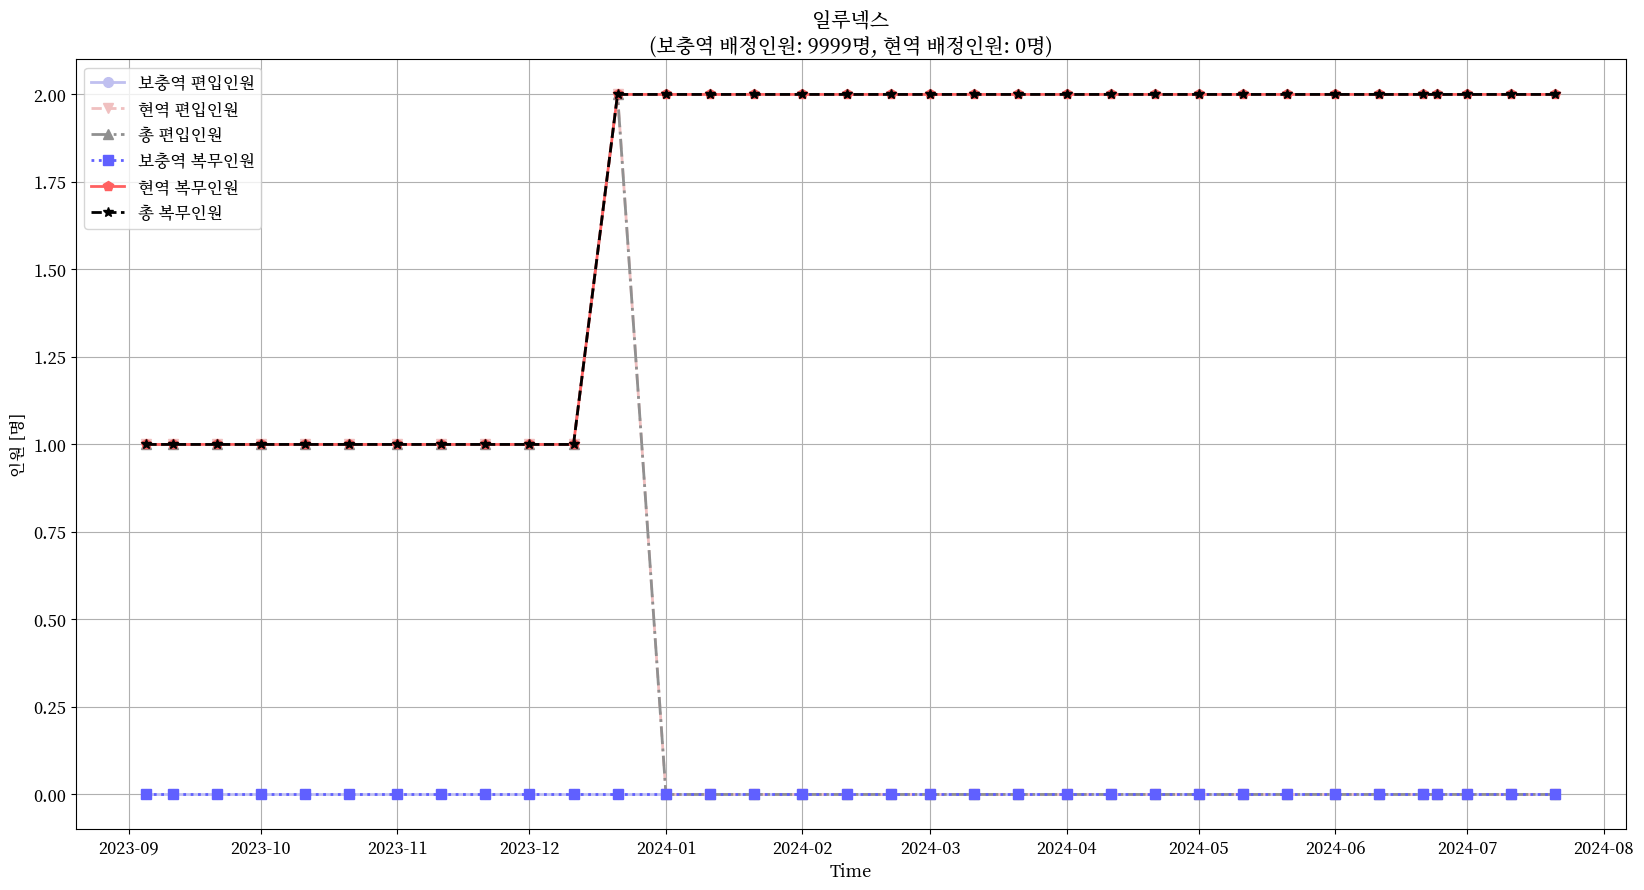 일루넥스
(보충역 배정인원: 9999명, 현역 배정인원: 0명)
보충역 편입인원
현역 편입인원
총 편입인원
보충역 복무인원
현역 복무인원
총 복무인원
인원 [명]
2.00
1.75
1.50
1.25
1.00
0.75
0.50
0.25
0.00
2023-09 2023-10 2023-11 2023-12 2024-01 2024-02 2024-03 2024-04 2024-05 2024-06 2024-07 2024-08
Time